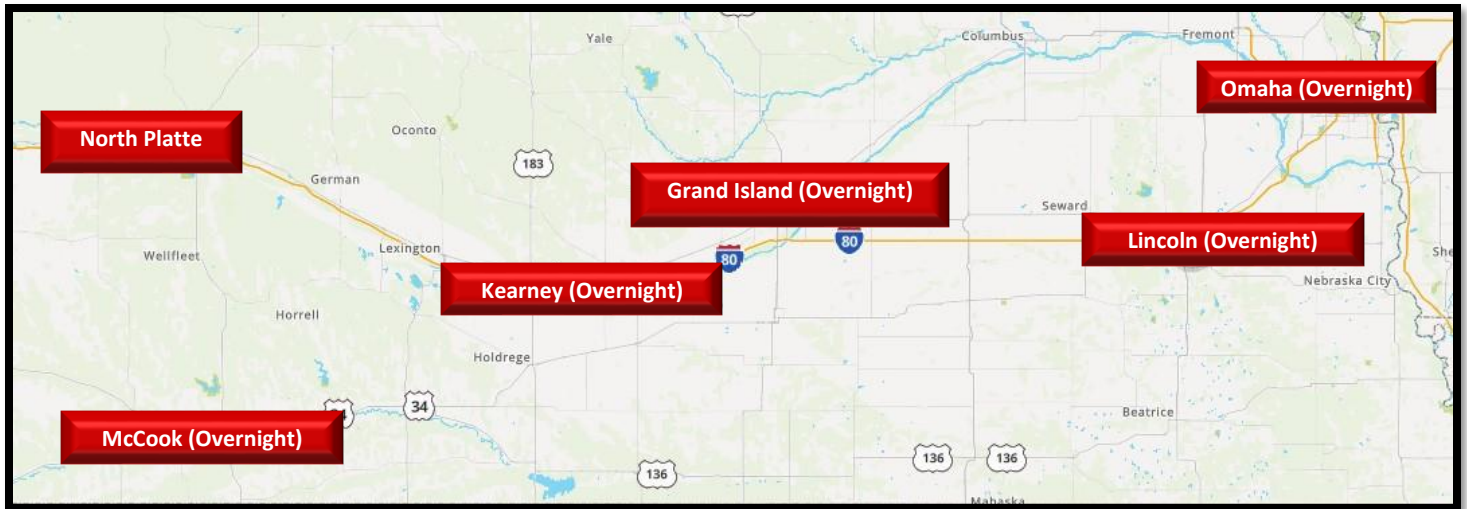 Yale
Columbus
Fremont
Omaha (Overnight)
North Platte
Oconto
183
German
Grand Island (Overnight)
Seward
80
Lincoln (Overnight)
Wellfleet
Lexington
80
She
Kearney (Overnight)
Nebraska City
Horrell
Holdrege
34
Beatrice
McCook (Overnight)
136
136
136
Mahaska